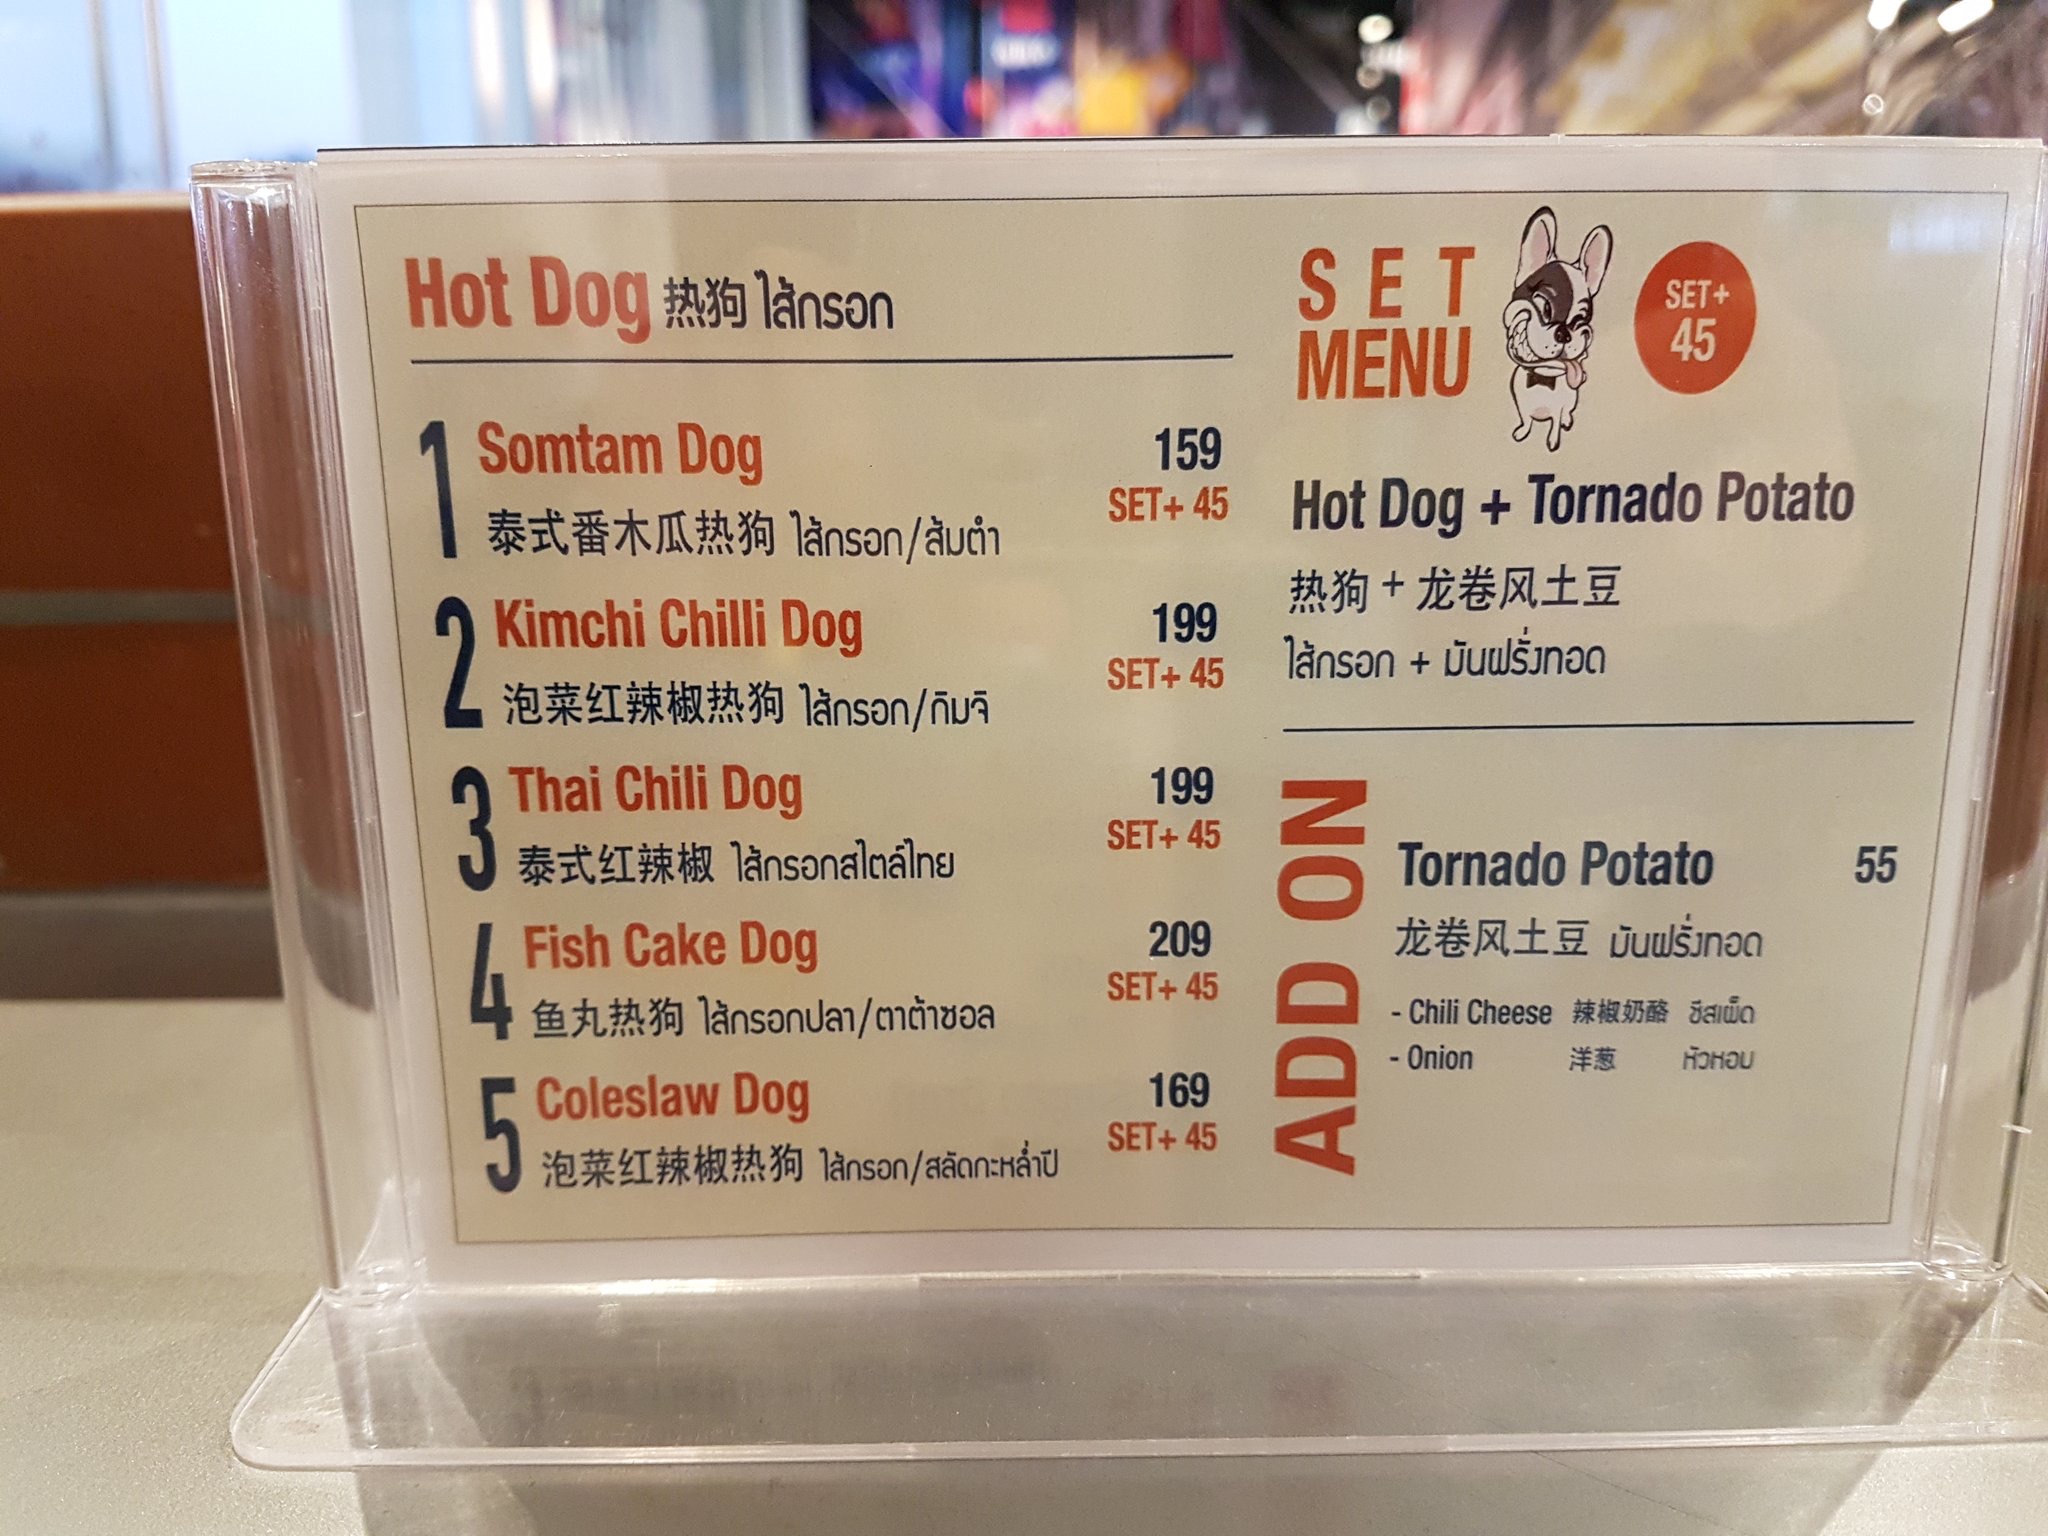 Hot Dog 热狗 ไส้กรอก
1 Somtam Dog 159
SET+ 45
泰式番木瓜热狗 ไส้กรอก/ส้มตำ
2 Kimchi Chilli Dog 199
SET+ 45
泡菜红辣椒热狗 ไส้กรอก/กิมจิ
3 Thai Chili Dog 199
SET+ 45
泰式红辣椒 ไส้กรอกสไตล์ไทย
4 Fish Cake Dog 209
SET+ 45
鱼丸热狗 ไส้กรอกปลา/ตาต้าซอส
5 Coleslaw Dog 169
SET+ 45
泡菜红辣椒热狗 ไส้กรอก/สลัดกะหล่ำปี
SET
MENU
SET+
45
Hot Dog + Tornado Potato
热狗 + 龙卷风土豆
ไส้กรอก + มันฝรั่งทอด
ADD ON
Tornado Potato 55
龙卷风土豆 มันฝรั่งทอด
- Chili Cheese 辣椒奶酪 ชีสเผ็ด
- Onion 洋葱 หัวหอม